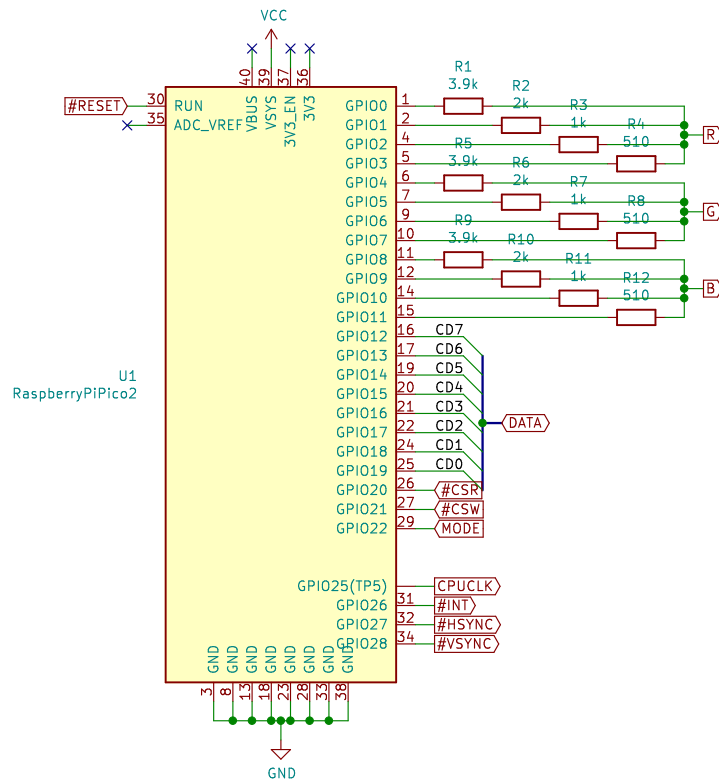 VCC
40 39 37 36
#RESET 30 RUN
35 ADC_VREF
VBUS VSYS 3V3_EN 3V3
GPIO0 1 R1 3.9k
GPIO1 2 R2 2k
GPIO2 4 R3 1k
GPIO3 5 R4 510
R
GPIO4 6 R5 3.9k
GPIO5 7 R6 2k
GPIO6 9 R7 1k
GPIO7 10 R8 510
G
GPIO8 11 R9 3.9k
GPIO9 12 R10 2k
GPIO10 14 R11 1k
GPIO11 15 R12 510
B
GPIO12 16 CD7
GPIO13 17 CD6
GPIO14 19 CD5
GPIO15 20 CD4
GPIO16 21 CD3
GPIO17 22 CD2
GPIO18 24 CD1
GPIO19 25 CD0
DATA
U1
RaspberryPiPico2
GPIO20 26 #CSR
GPIO21 27 #CSW
GPIO22 29 MODE
GPIO25(TP5) CPUCLK
GPIO26 31 #INT
GPIO27 32 #HSYNC
GPIO28 34 #VSYNC
GND GND GND GND GND GND GND GND
3 8 13 18 23 28 33 38
GND